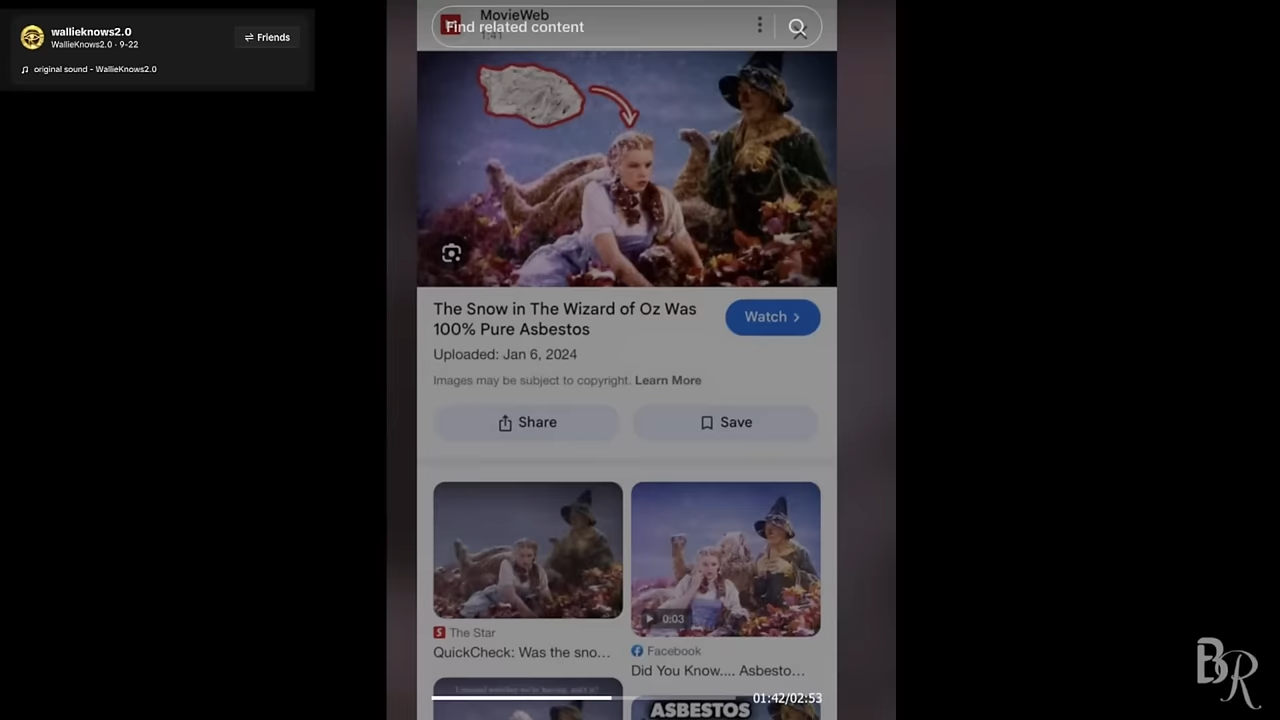 wallieknows2.0
WallieKnows2.0 · 9-22
Friends
original sound - WallieKnows2.0
MovieWeb
Find related content
1:41
The Snow in The Wizard of Oz Was
100% Pure Asbestos
Watch
Uploaded: Jan 6, 2024
Images may be subject to copyright. Learn More
Share
Save
0:03
The Star
QuickCheck: Was the sno...
Facebook
Did You Know.... Asbesto...
01:42/02:53
ASBESTOS
BR